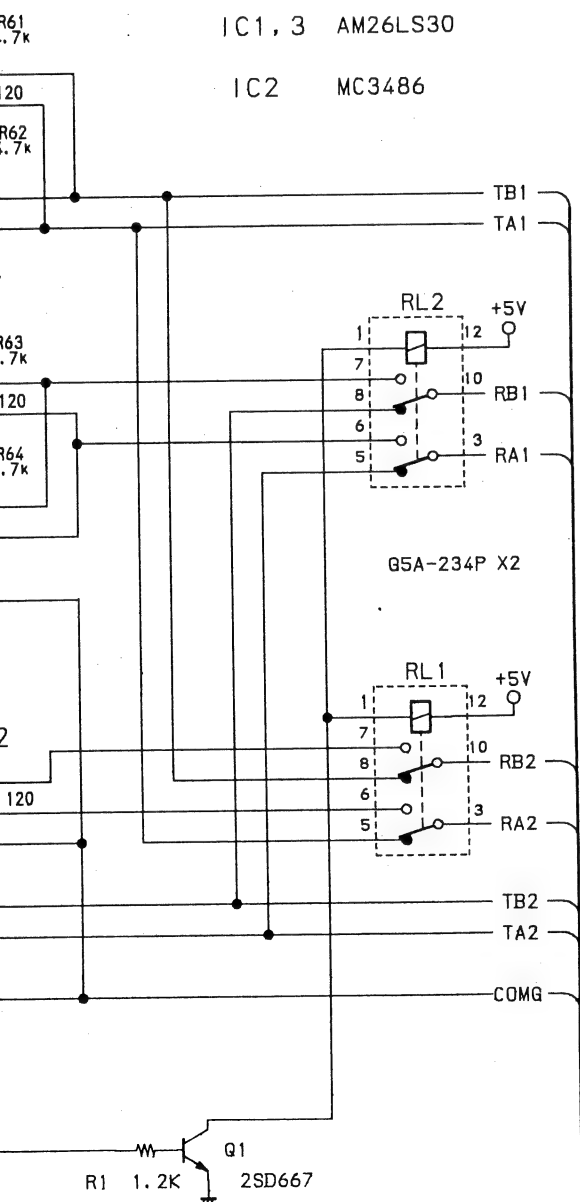 R61
IC1,3 AM26LS30
.7k
120
IC2 MC3486
R62
.7k
TB1
TA1
RL2
+5V
R63
.7k
1
12
7
10
RB1
120
8
6
3
RA1
R64
.7k
5
G5A-234P X2
RL1
+5V
1
12
2
7
10
RB2
8
120
6
3
RA2
5
TB2
TA2
COMG
Q1
R1 1.2K
2SD667